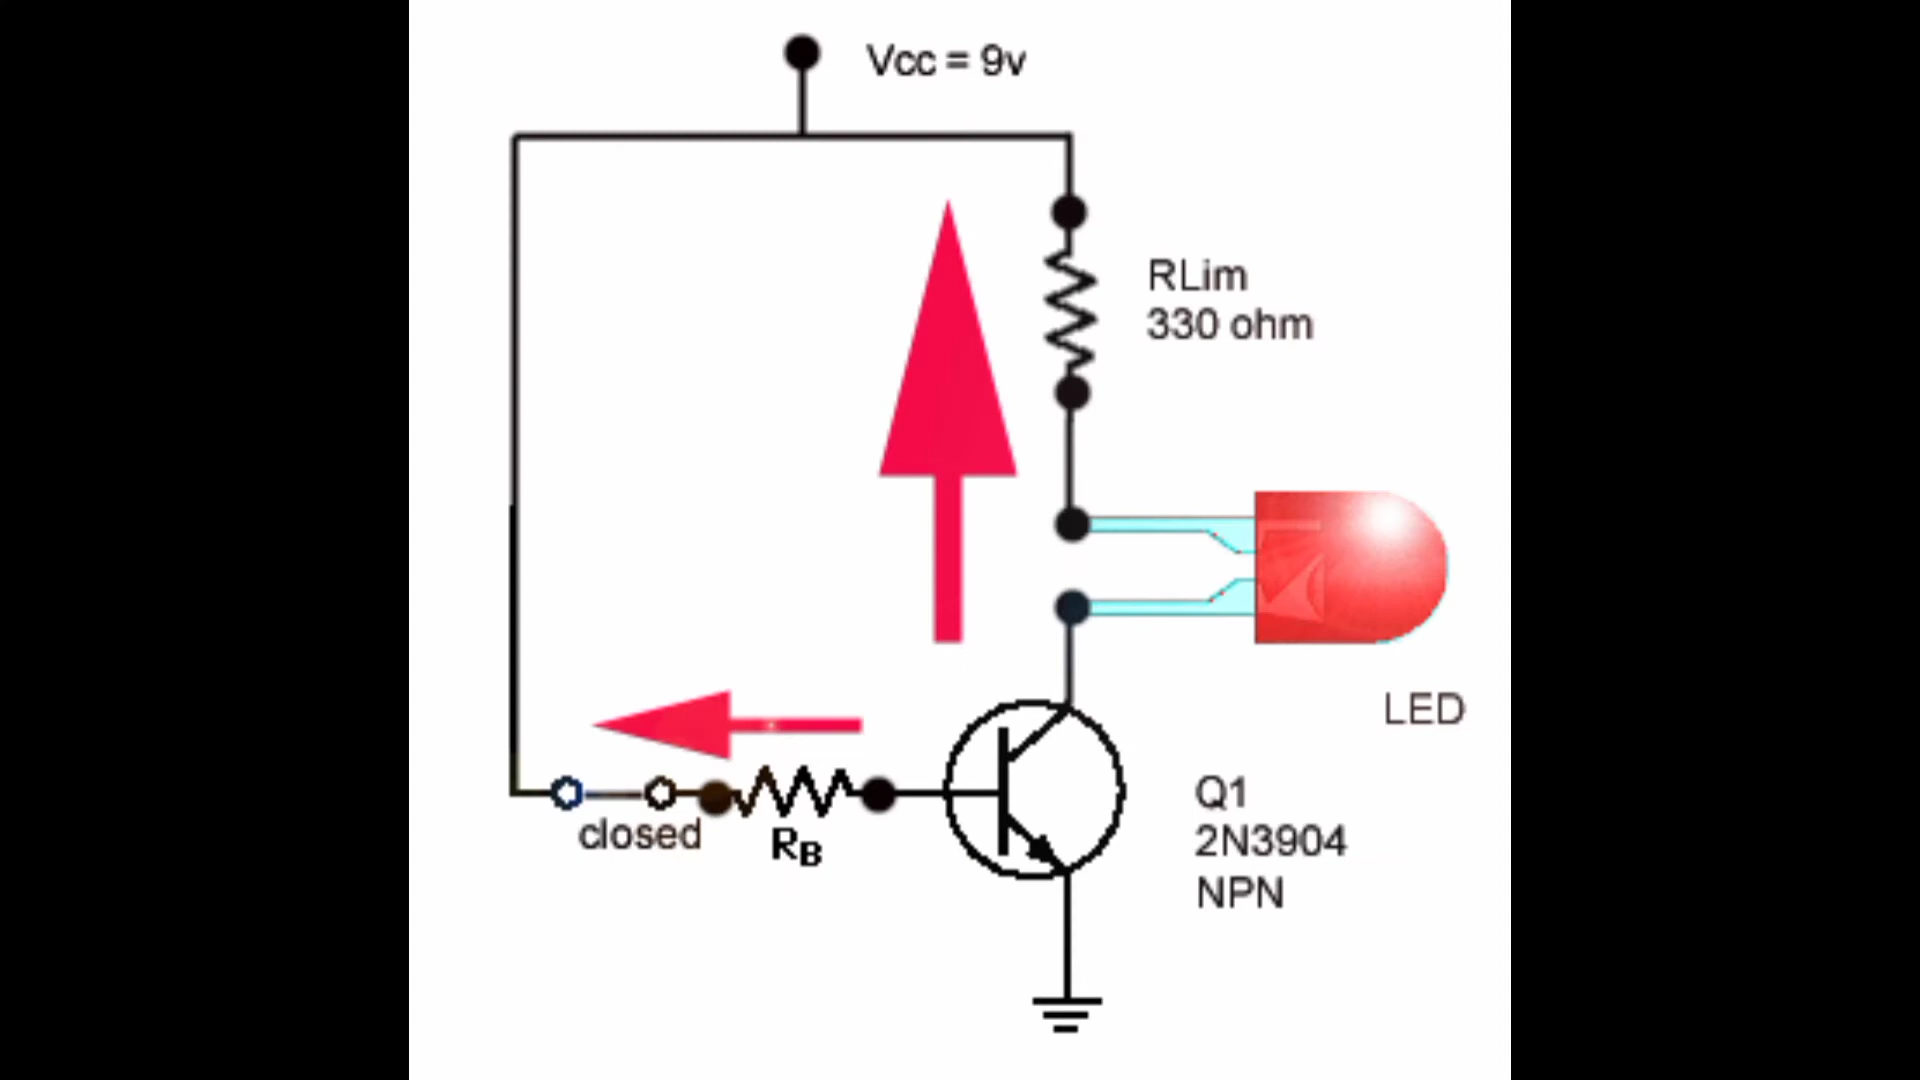 Vcc = 9v
RLim
330 ohm
LED
closed
RB
Q1
2N3904
NPN